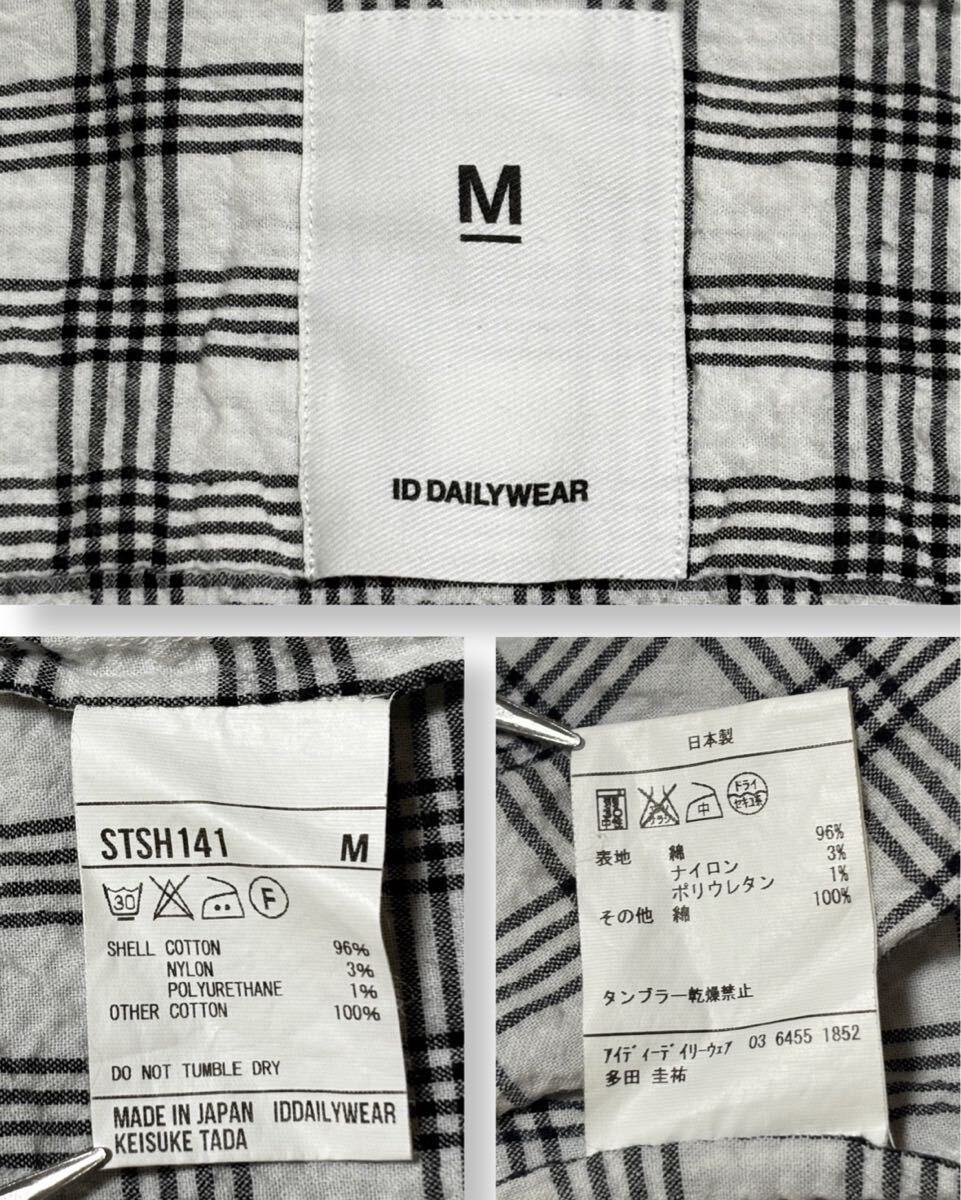 M
ID DAILYWEAR
STSH141 M
30
F
SHELL COTTON 96%
NYLON 3%
POLYURETHANE 1%
OTHER COTTON 100%
DO NOT TUMBLE DRY
MADE IN JAPAN IDDAILYWEAR
KEISUKE TADA
日本製
中
ドライ
セキユ系
表地 綿 96%
ナイロン 3%
ポリウレタン 1%
その他 綿 100%
タンブラー乾燥禁止
ｱｲﾃﾞｨｰﾃﾞｲﾘｰｳｪｱ 03 6455 1852
多田 圭祐